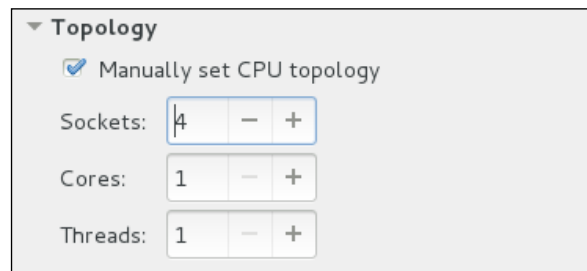 Topology
Manually set CPU topology
Sockets: 4 − +
Cores: 1 − +
Threads: 1 − +